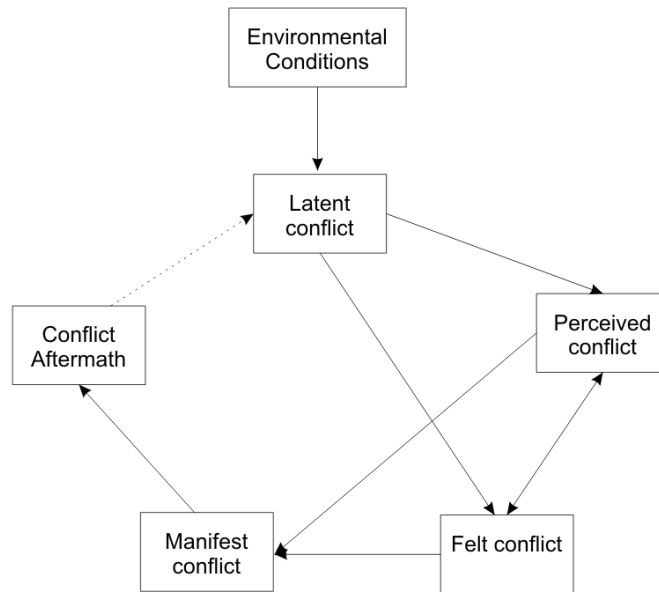 Environmental
Conditions
Latent
conflict
Perceived
conflict
Conflict
Aftermath
Manifest
conflict
Felt conflict